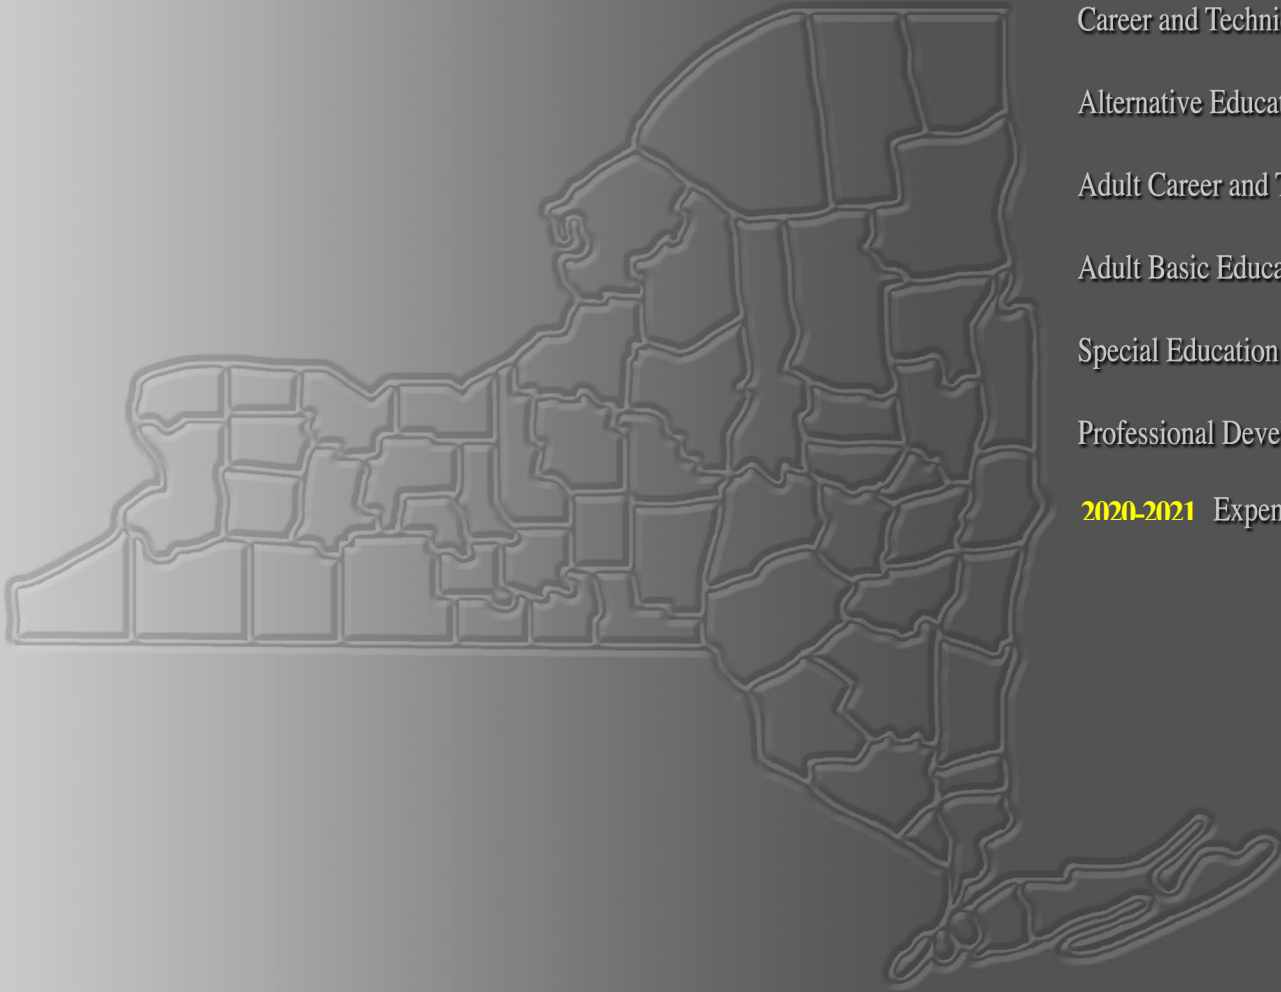 Career and Techni
Alternative Educa
Adult Career and T
Adult Basic Educa
Special Education
Professional Deve
2020-2021 Expen